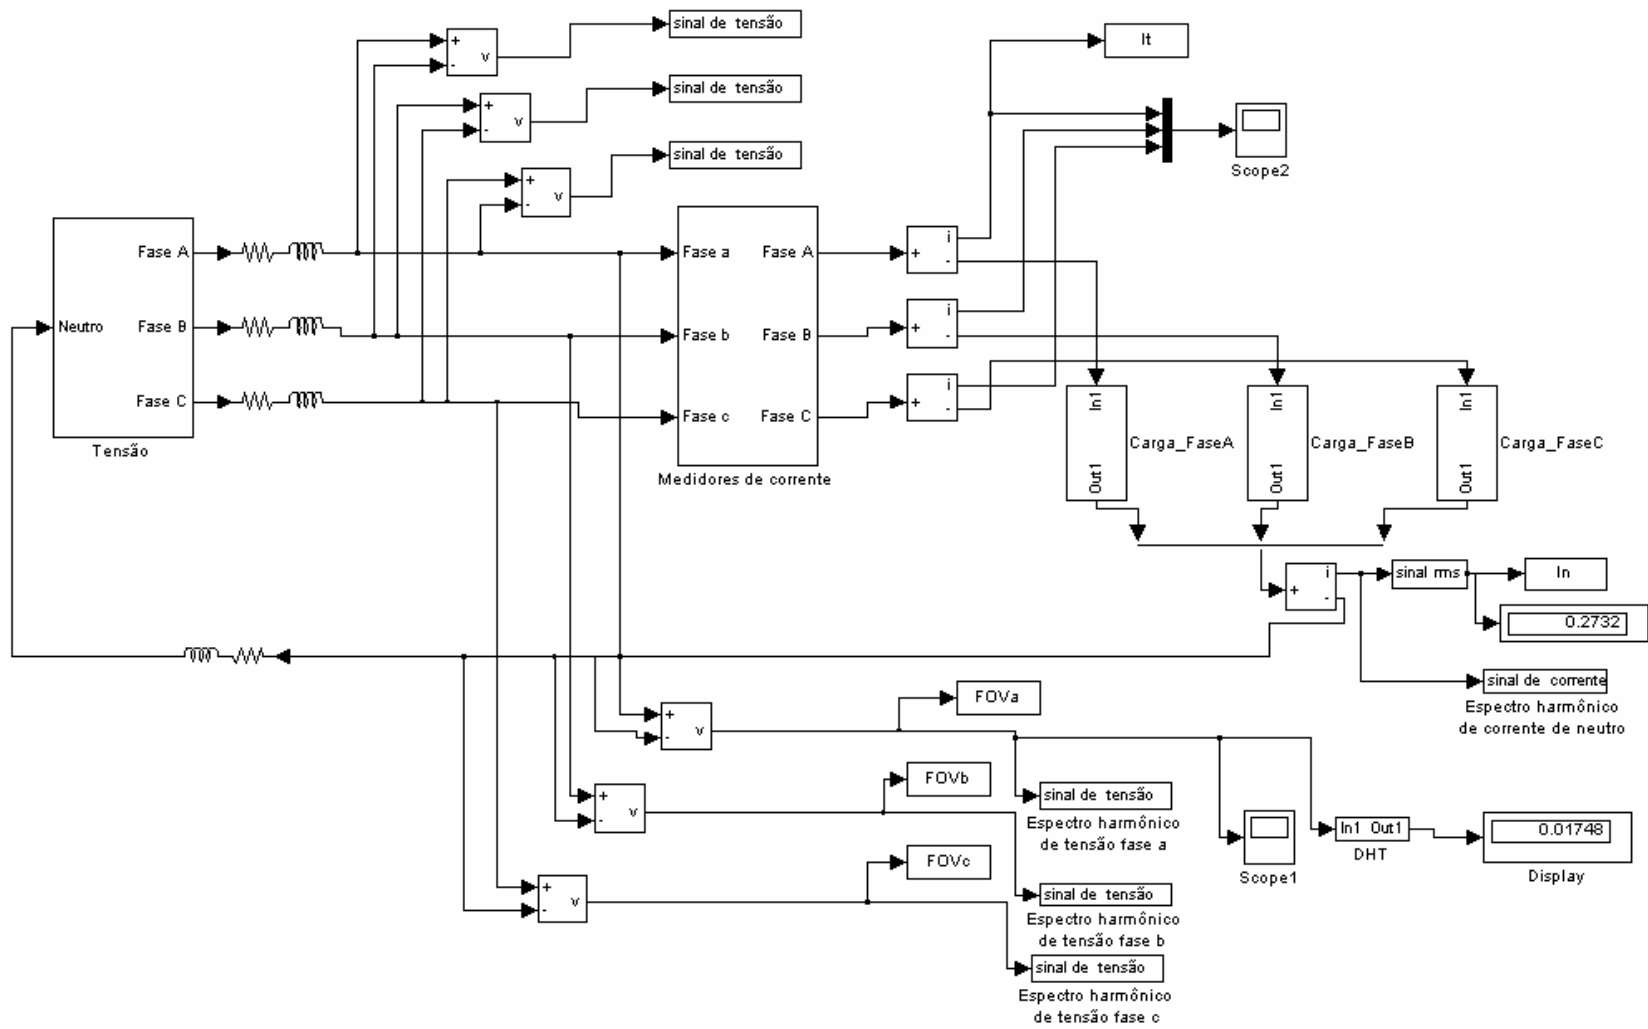 sinal de tensão
It
sinal de tensão
sinal de tensão
Scope2
+
-
v
+
-
v
+
-
v
Neutro
Fase A
Fase B
Fase C
Tensão
Fase a
Fase b
Fase c
Fase A
Fase B
Fase C
Medidores de corrente
+
i
-
+
i
-
+
i
-
In1
Out1
Carga_FaseA
In1
Out1
Carga_FaseB
In1
Out1
Carga_FaseC
+
i
-
sinal rms
In
0.2732
sinal de corrente
Espectro harmônico
de corrente de neutro
+
-
v
FOVa
+
-
v
FOVb
sinal de tensão
Espectro harmônico
de tensão fase a
Scope1
In1 Out1
DHT
0.01748
Display
+
-
v
FOVc
sinal de tensão
Espectro harmônico
de tensão fase b
sinal de tensão
Espectro harmônico
de tensão fase c